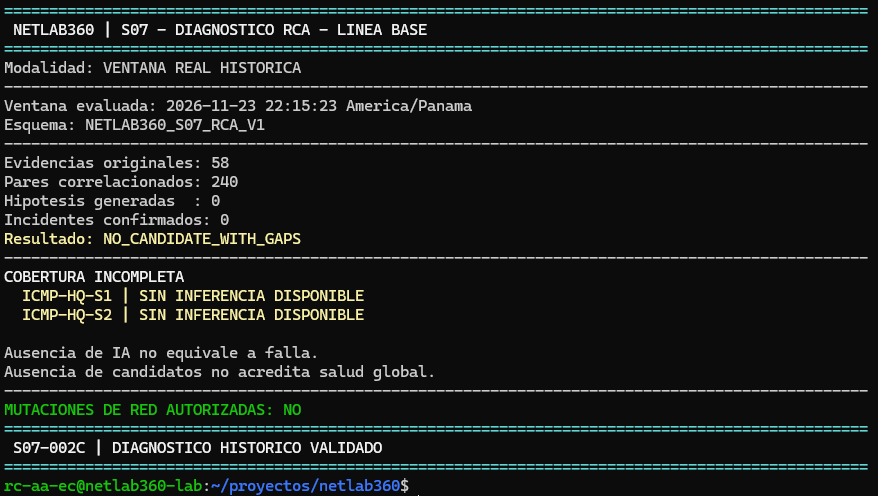 ================================================================================================
NETLAB360 | S07 - DIAGNOSTICO RCA - LINEA BASE
================================================================================================
Modalidad: VENTANA REAL HISTORICA
------------------------------------------------------------------------------------------------
Ventana evaluada: 2026-11-23 22:15:23 America/Panama
Esquema: NETLAB360_S07_RCA_V1
------------------------------------------------------------------------------------------------
Evidencias originales: 58
Pares correlacionados: 240
Hipotesis generadas  : 0
Incidentes confirmados: 0
Resultado: NO_CANDIDATE_WITH_GAPS
------------------------------------------------------------------------------------------------
COBERTURA INCOMPLETA
ICMP-HQ-S1 | SIN INFERENCIA DISPONIBLE
ICMP-HQ-S2 | SIN INFERENCIA DISPONIBLE
Ausencia de IA no equivale a falla.
Ausencia de candidatos no acredita salud global.
------------------------------------------------------------------------------------------------
MUTACIONES DE RED AUTORIZADAS: NO
================================================================================================
S07-002C | DIAGNOSTICO HISTORICO VALIDADO
================================================================================================
rc-aa-ec@netlab360-lab:~/proyectos/netlab360$